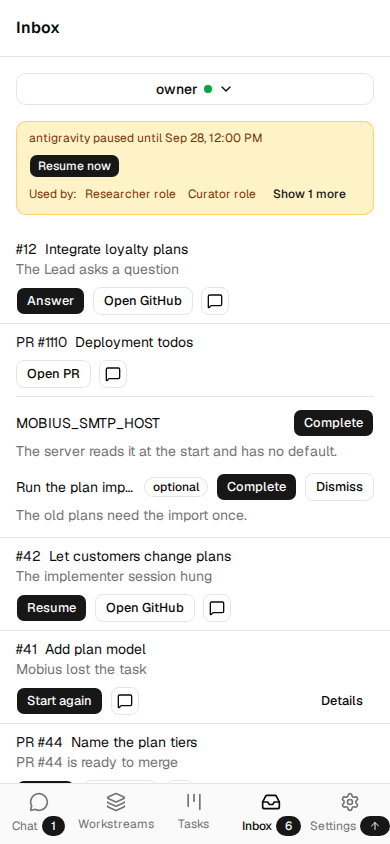 Inbox
owner
antigravity paused until Sep 28, 12:00 PM
Resume now
Used by: Researcher role Curator role Show 1 more
#12 Integrate loyalty plans
The Lead asks a question
Answer Open GitHub
PR #1110 Deployment todos
Open PR
MOBIUS_SMTP_HOST Complete
The server reads it at the start and has no default.
Run the plan imp... optional Complete Dismiss
The old plans need the import once.
#42 Let customers change plans
The implementer session hung
Resume Open GitHub
#41 Add plan model
Mobius lost the task
Start again Details
PR #44 Name the plan tiers
PR #44 is ready to merge
Chat 1 Workstreams Tasks Inbox 6 Settings